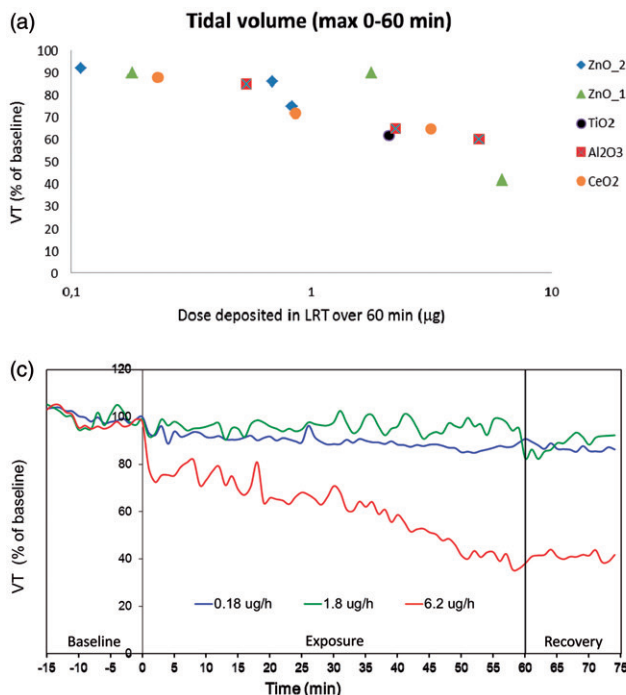 (a)
Tidal volume (max 0-60 min)
100
90
80
70
60
50
40
30
20
10
0
VT (% of baseline)
0,1
1
10
Dose deposited in LRT over 60 min (µg)
ZnO_2
ZnO_1
TiO2
Al2O3
CeO2
(c)
120
100
80
60
40
20
0
VT (% of baseline)
0.18 ug/h 1.8 ug/h 6.2 ug/h
Baseline Exposure Recovery
-15 -10 -5 0 5 10 15 20 25 30 35 40 45 50 55 60 65 70 75
Time (min)